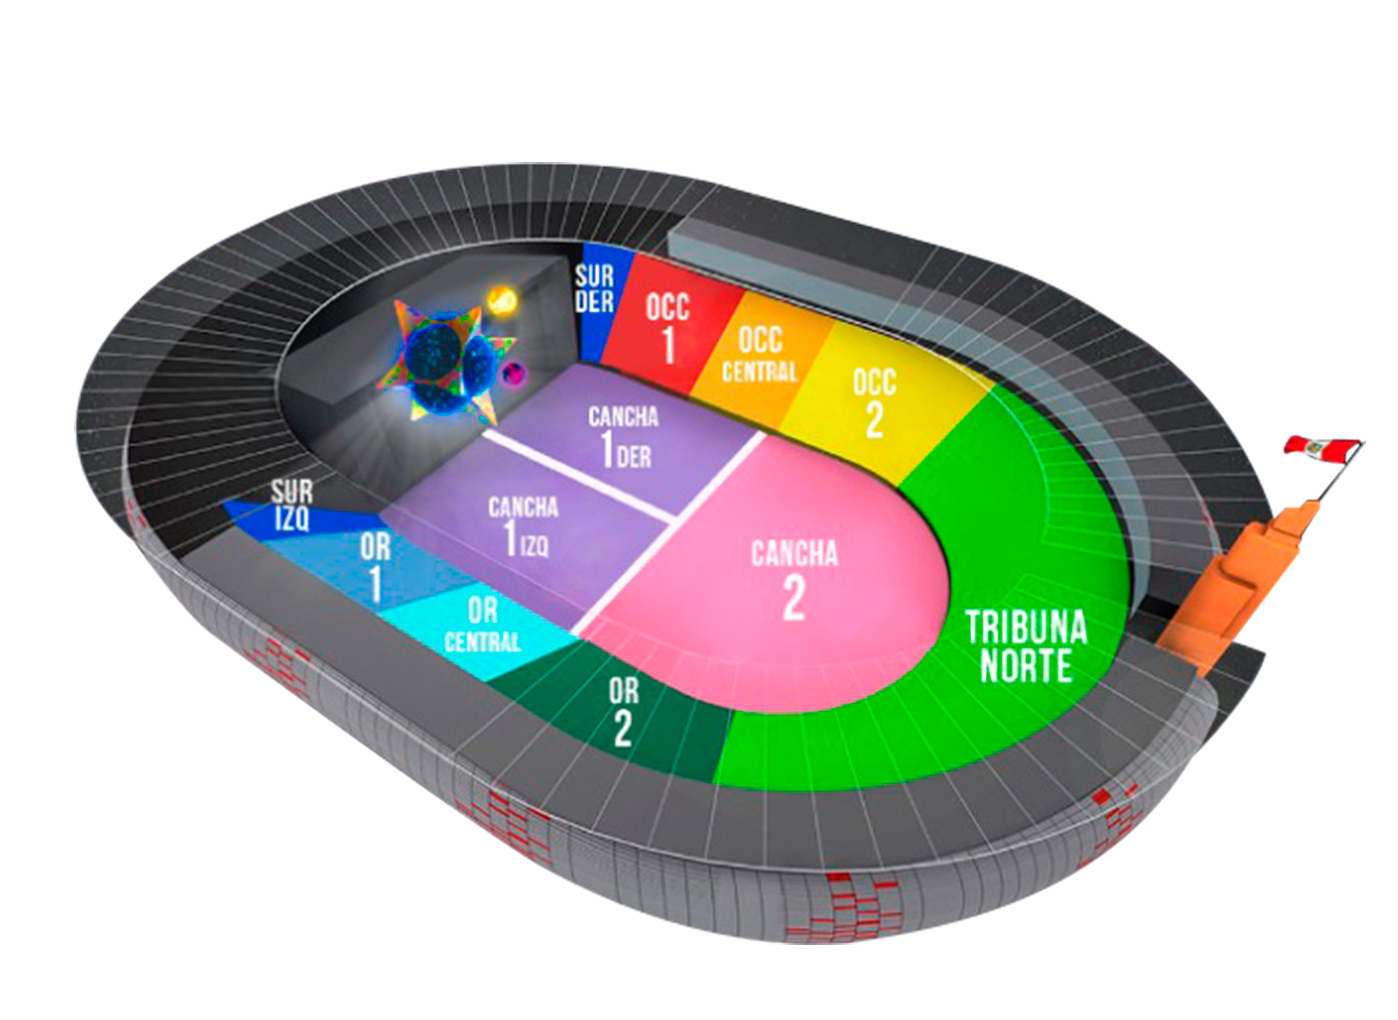 SUR
DER
OCC
1
OCC
CENTRAL
OCC
2
CANCHA
1 DER
CANCHA
1 IZQ
SUR
IZQ
OR
1
OR
CENTRAL
OR
2
CANCHA
2
TRIBUNA
NORTE